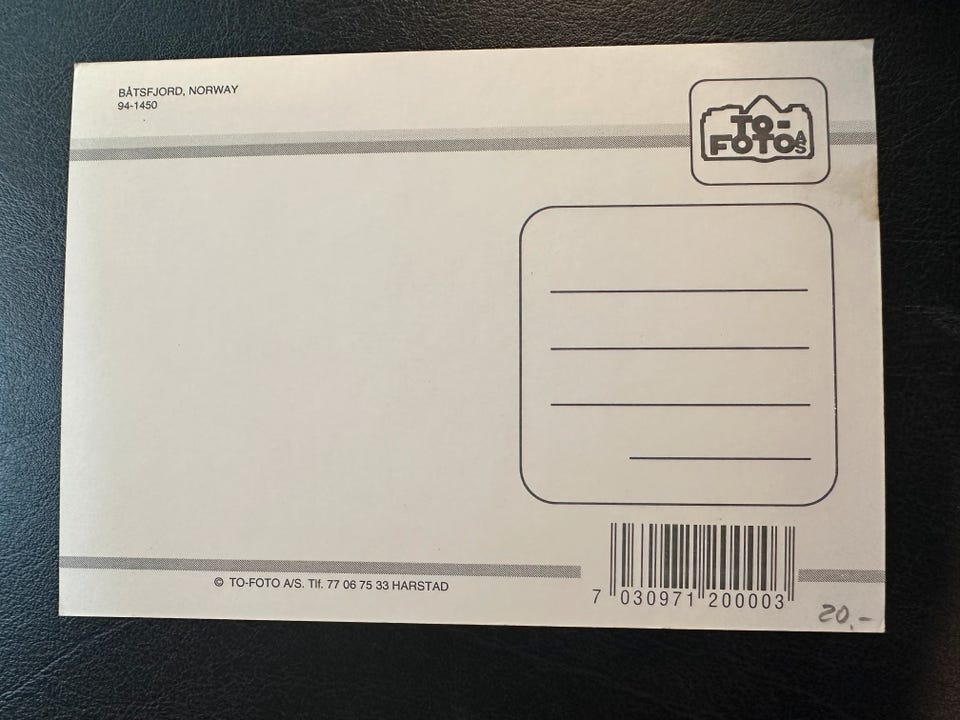 BÅTSFJORD, NORWAY
94-1450
TO-
FOTO A/S
© TO-FOTO A/S. Tlf. 77 06 75 33 HARSTAD
7 030971 200003
20,-